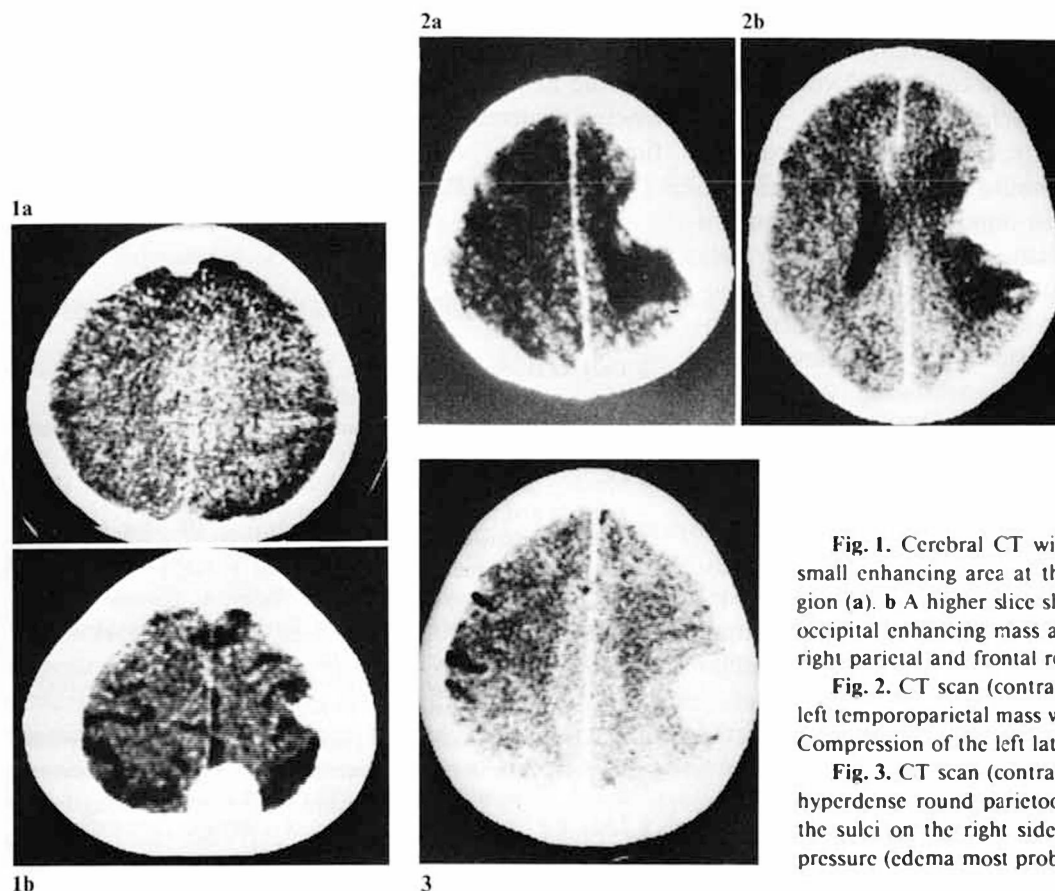 2a
2b
1a
1b
3
Fig. 1. Cerebral CT wi
small enhancing area at th
gion (a). b A higher slice sl
occipital enhancing mass a
right parietal and frontal re
Fig. 2. CT scan (contra
left temporoparietal mass w
Compression of the left lat
Fig. 3. CT scan (contra
hyperdense round parietoo
the sulci on the right side
pressure (edema most prob